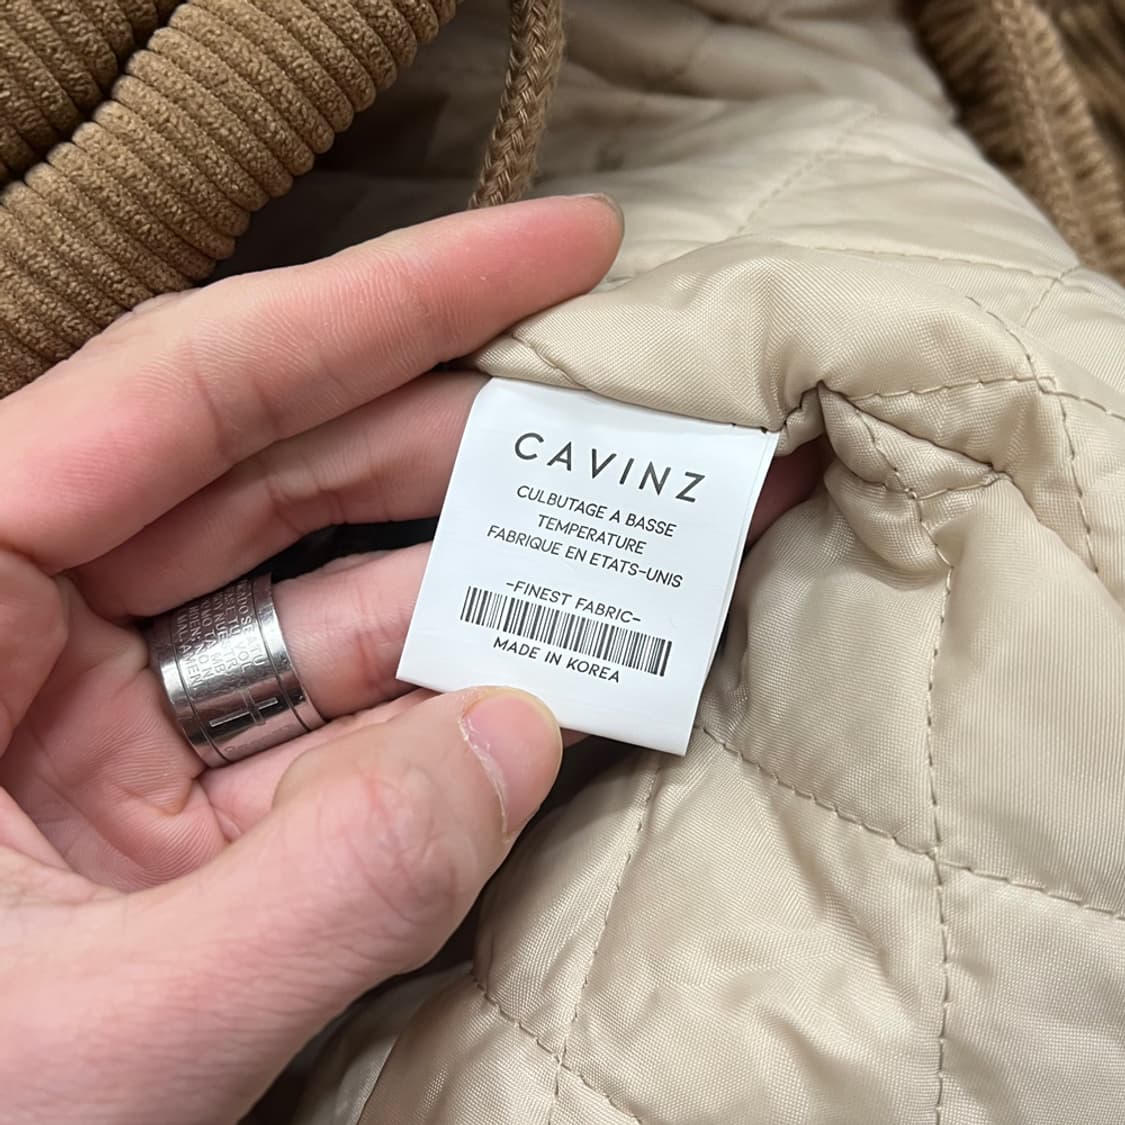 CAVINZ
CULBUTAGE A BASSE
TEMPERATURE
FABRIQUE EN ETATS-UNIS
-FINEST FABRIC-
MADE IN KOREA